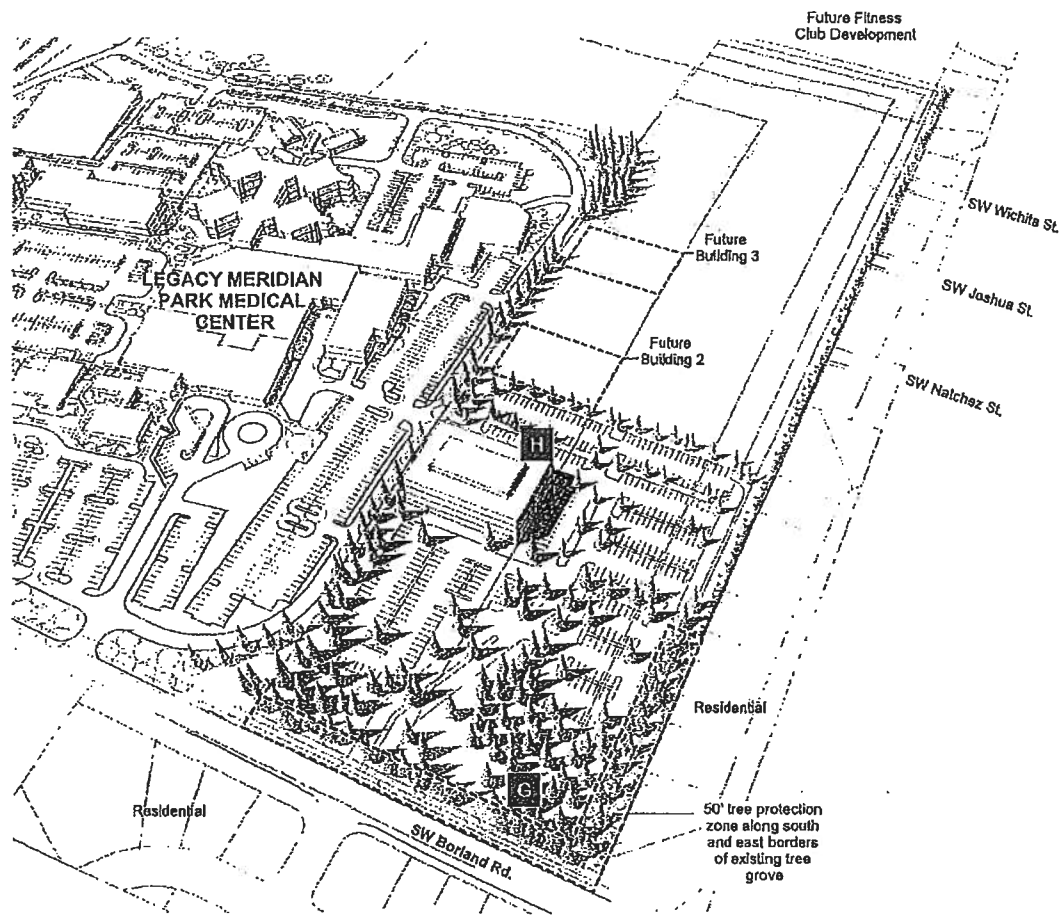 Future Fitness
Club Development
SW Wichita St.
Future
Building 3
LEGACY MERIDIAN
PARK MEDICAL
CENTER
SW Joshua St.
Future
Building 2
SW Natchez St.
H
Residential
G
50' tree protection
zone along south
and east borders
of existing tree
grove
Residential
SW Borland Rd.